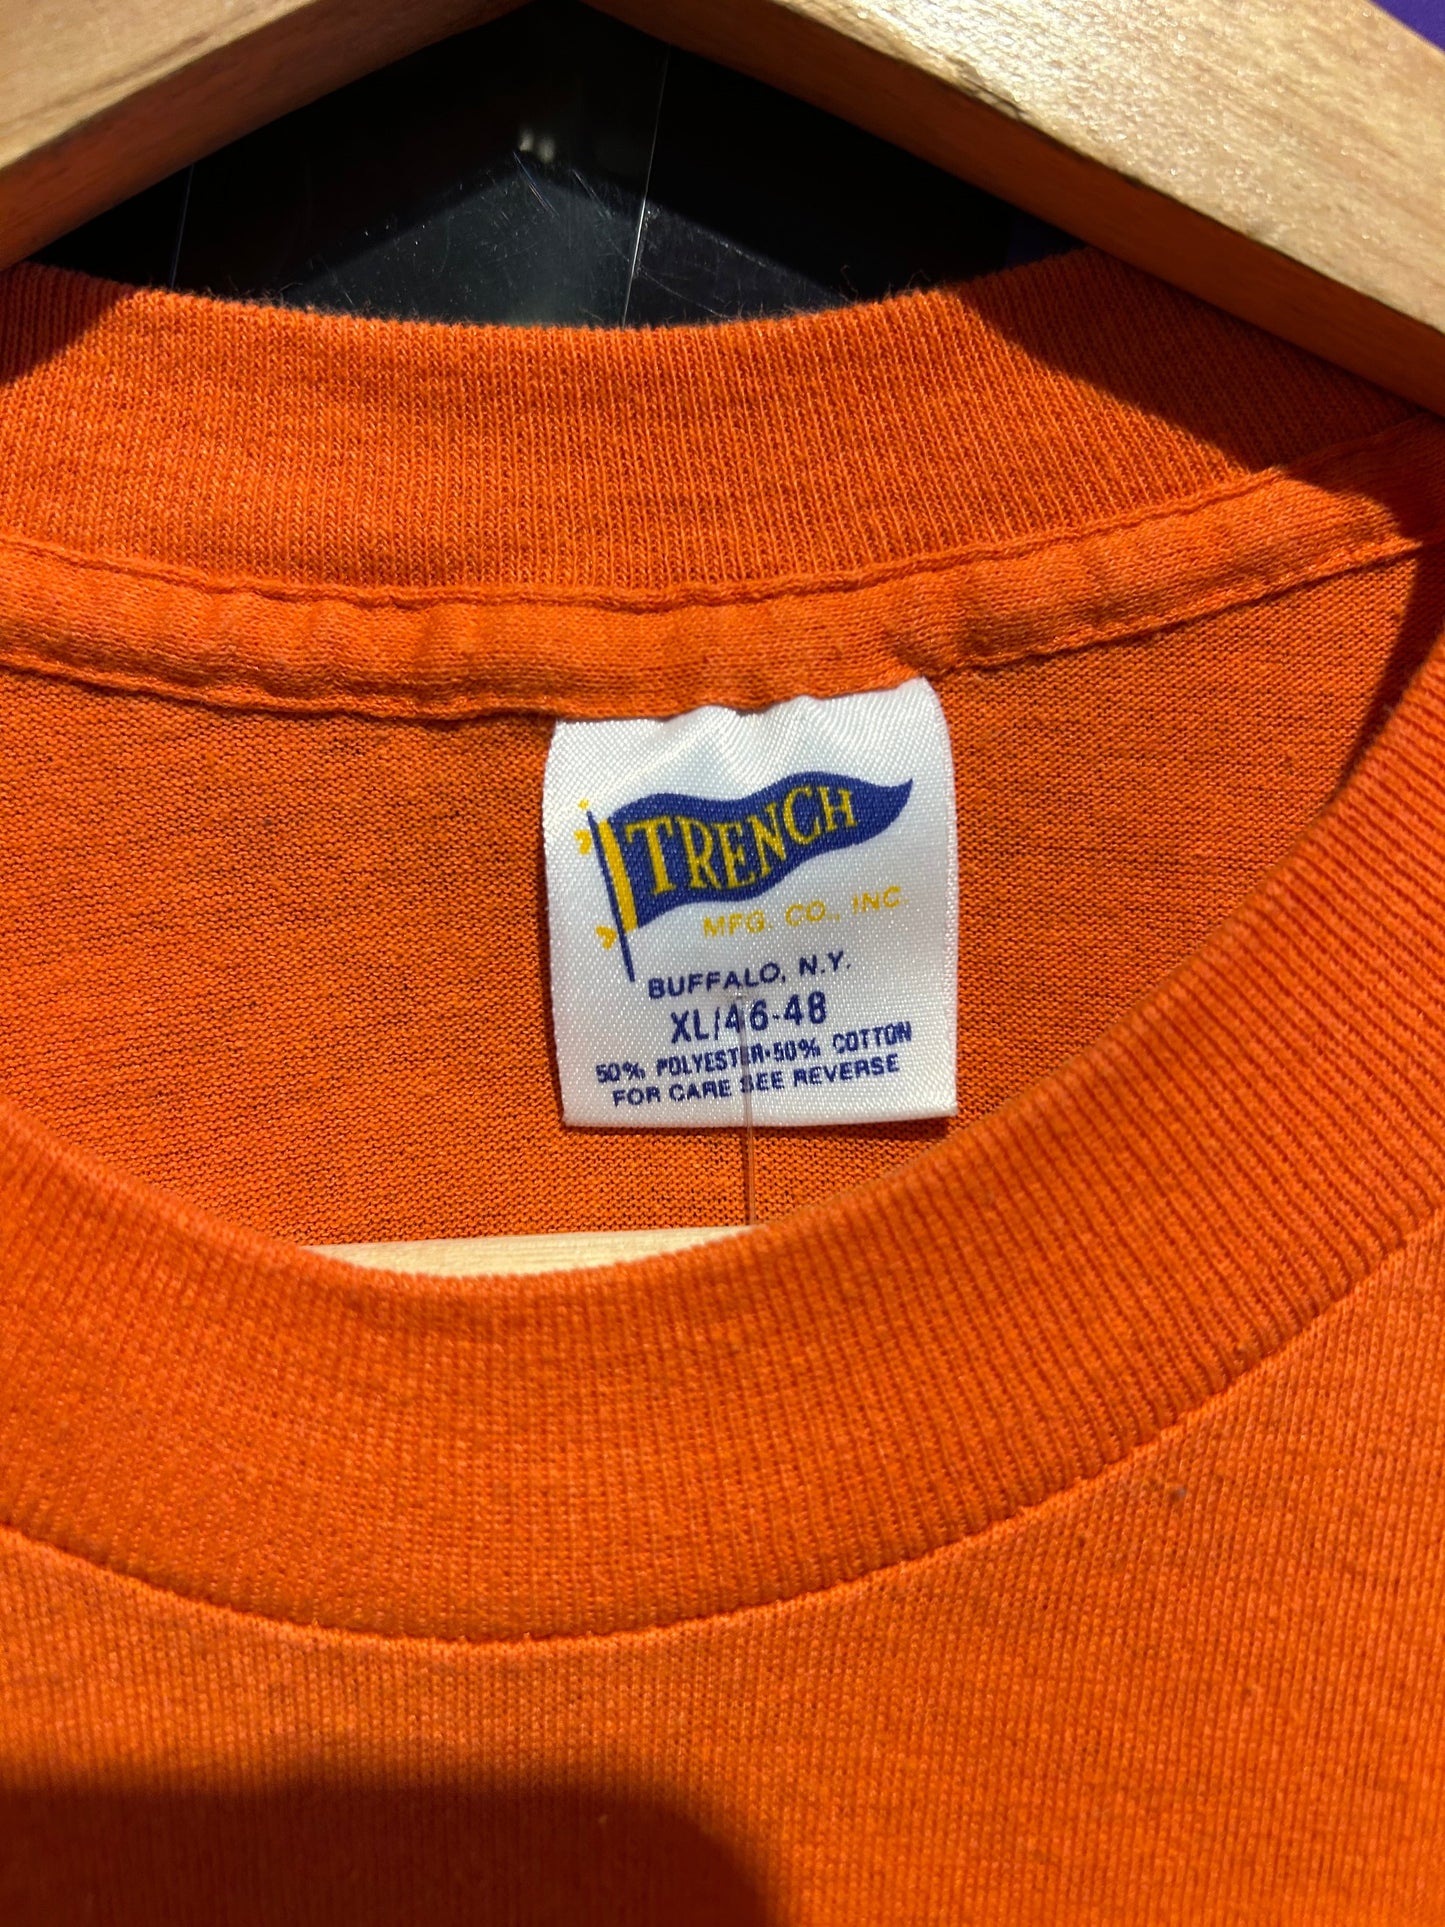 TRENCH
MFG. CO., INC
BUFFALO, N.Y.
XL/46-48
50% POLYESTER·50% COTTON
FOR CARE SEE REVERSE